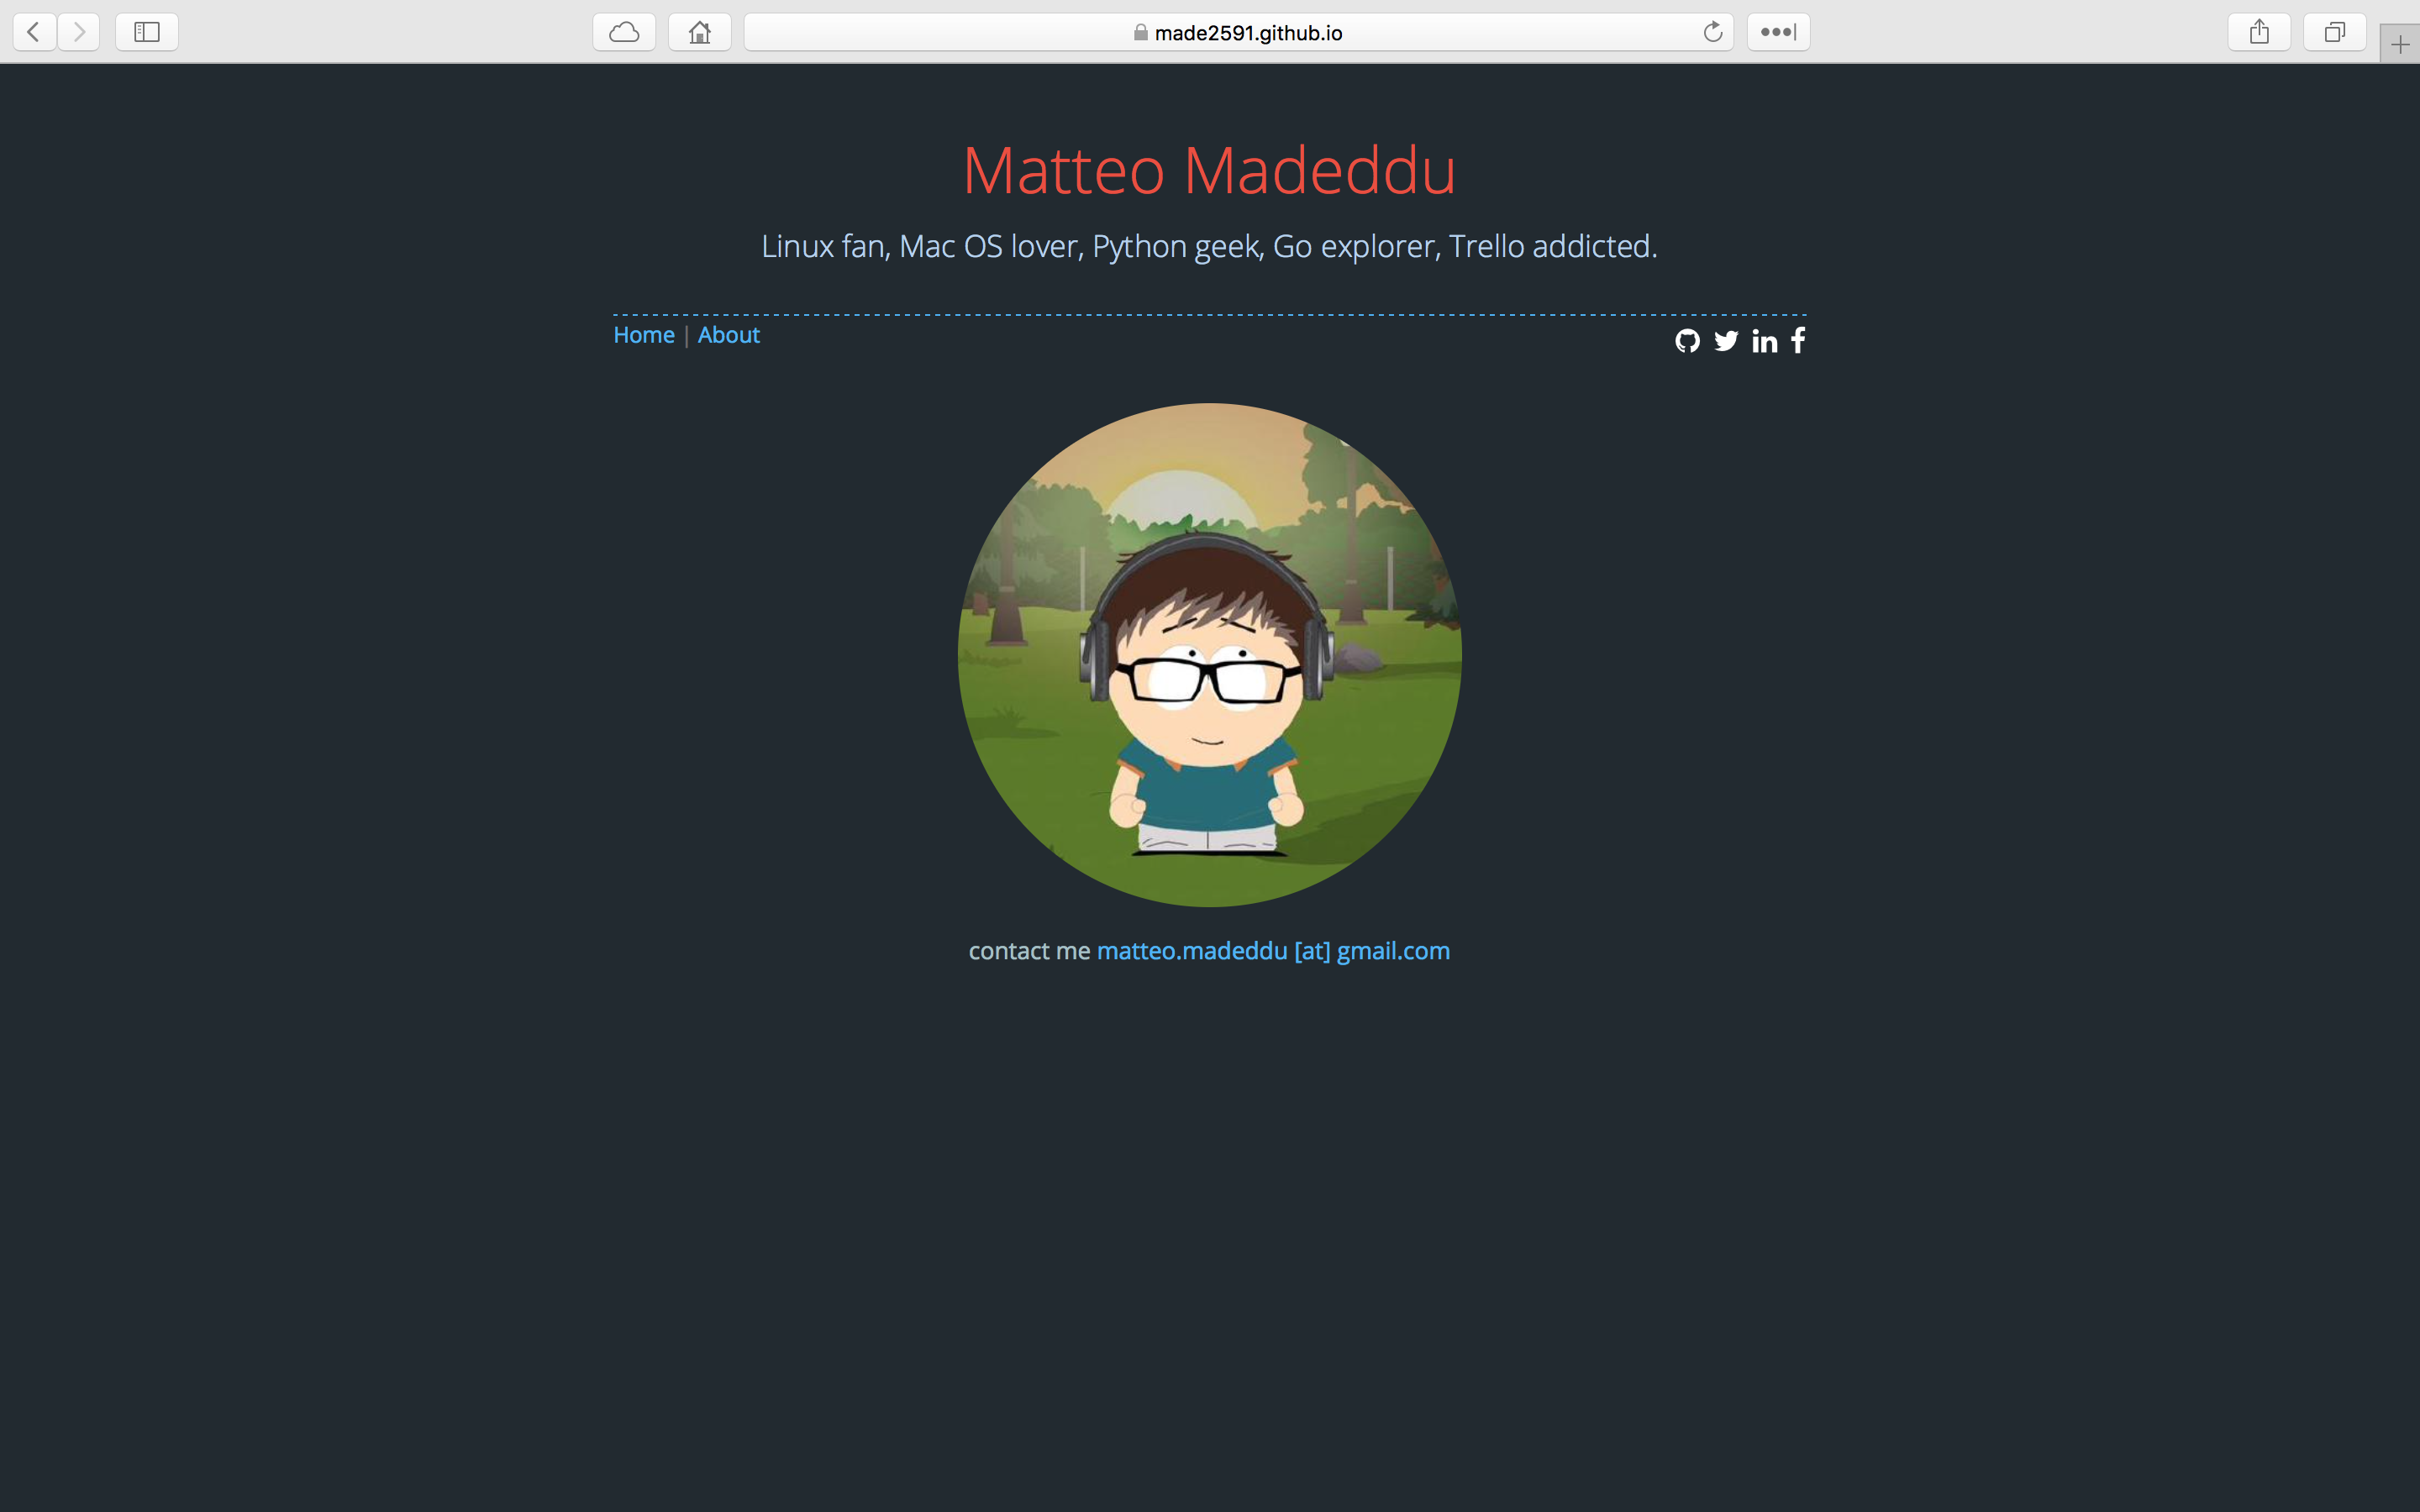 made2591.github.io
Matteo Madeddu
Linux fan, Mac OS lover, Python geek, Go explorer, Trello addicted.
Home | About
contact me matteo.madeddu [at] gmail.com